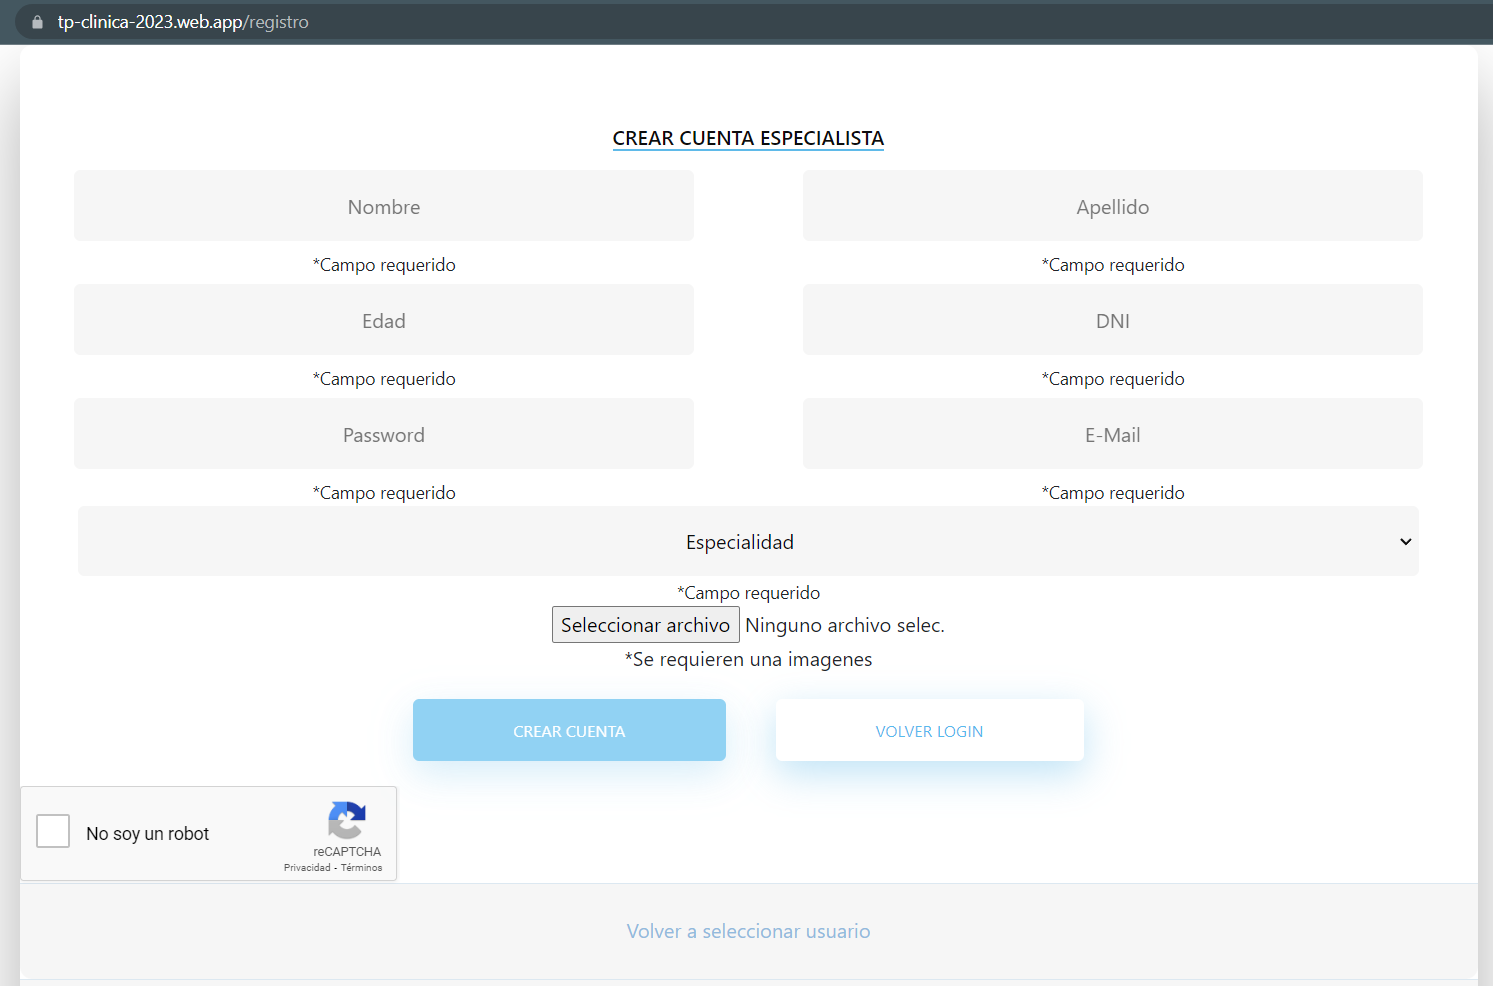 tp-clinica-2023.web.app/registro
CREAR CUENTA ESPECIALISTA
Nombre
Apellido
*Campo requerido
*Campo requerido
Edad
DNI
*Campo requerido
*Campo requerido
Password
E-Mail
*Campo requerido
*Campo requerido
Especialidad
*Campo requerido
Seleccionar archivo Ninguno archivo selec.
*Se requieren una imagenes
CREAR CUENTA
VOLVER LOGIN
No soy un robot
reCAPTCHA
Privacidad - Términos
Volver a seleccionar usuario